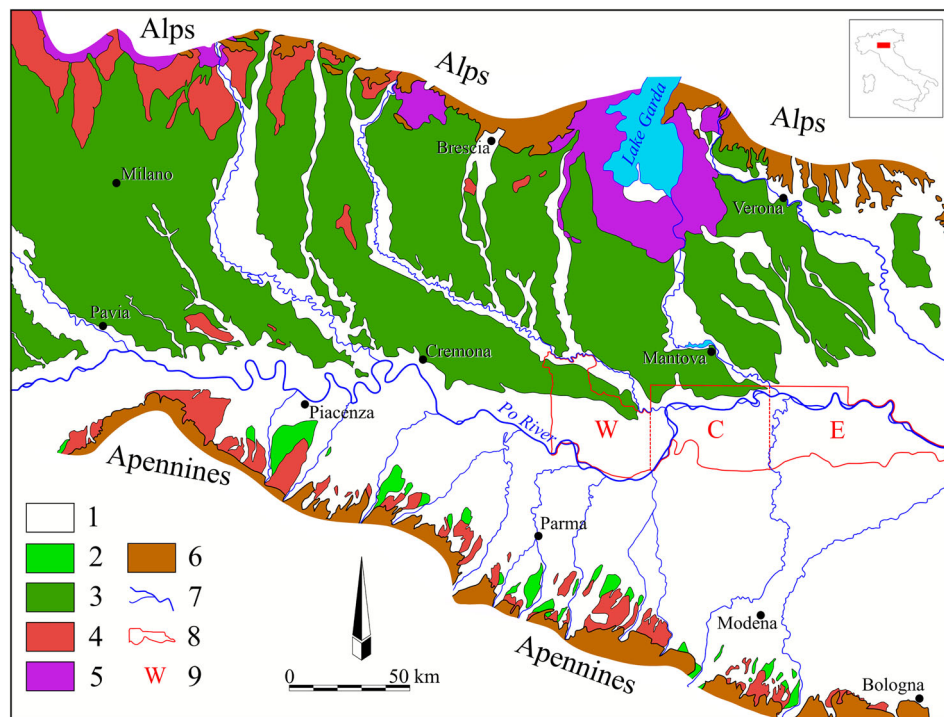 Alps
Alps
Alps
Lake Garda
Brescia
Milano
Verona
Pavia
Cremona
Mantova
Piacenza
Po River
W
C
E
Apennines
Parma
Modena
Apennines
Bologna
1
2
6
3
7
4
8
5
9
W
0
50 km